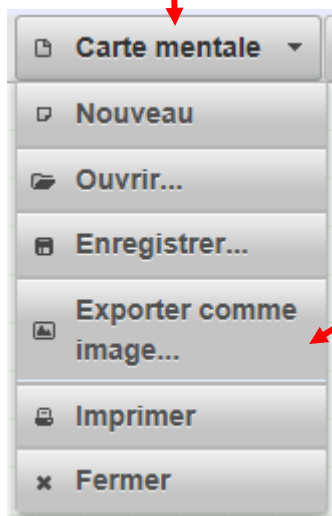 Carte mentale
Nouveau
Ouvrir...
Enregistrer...
Exporter comme
image...
Imprimer
Fermer